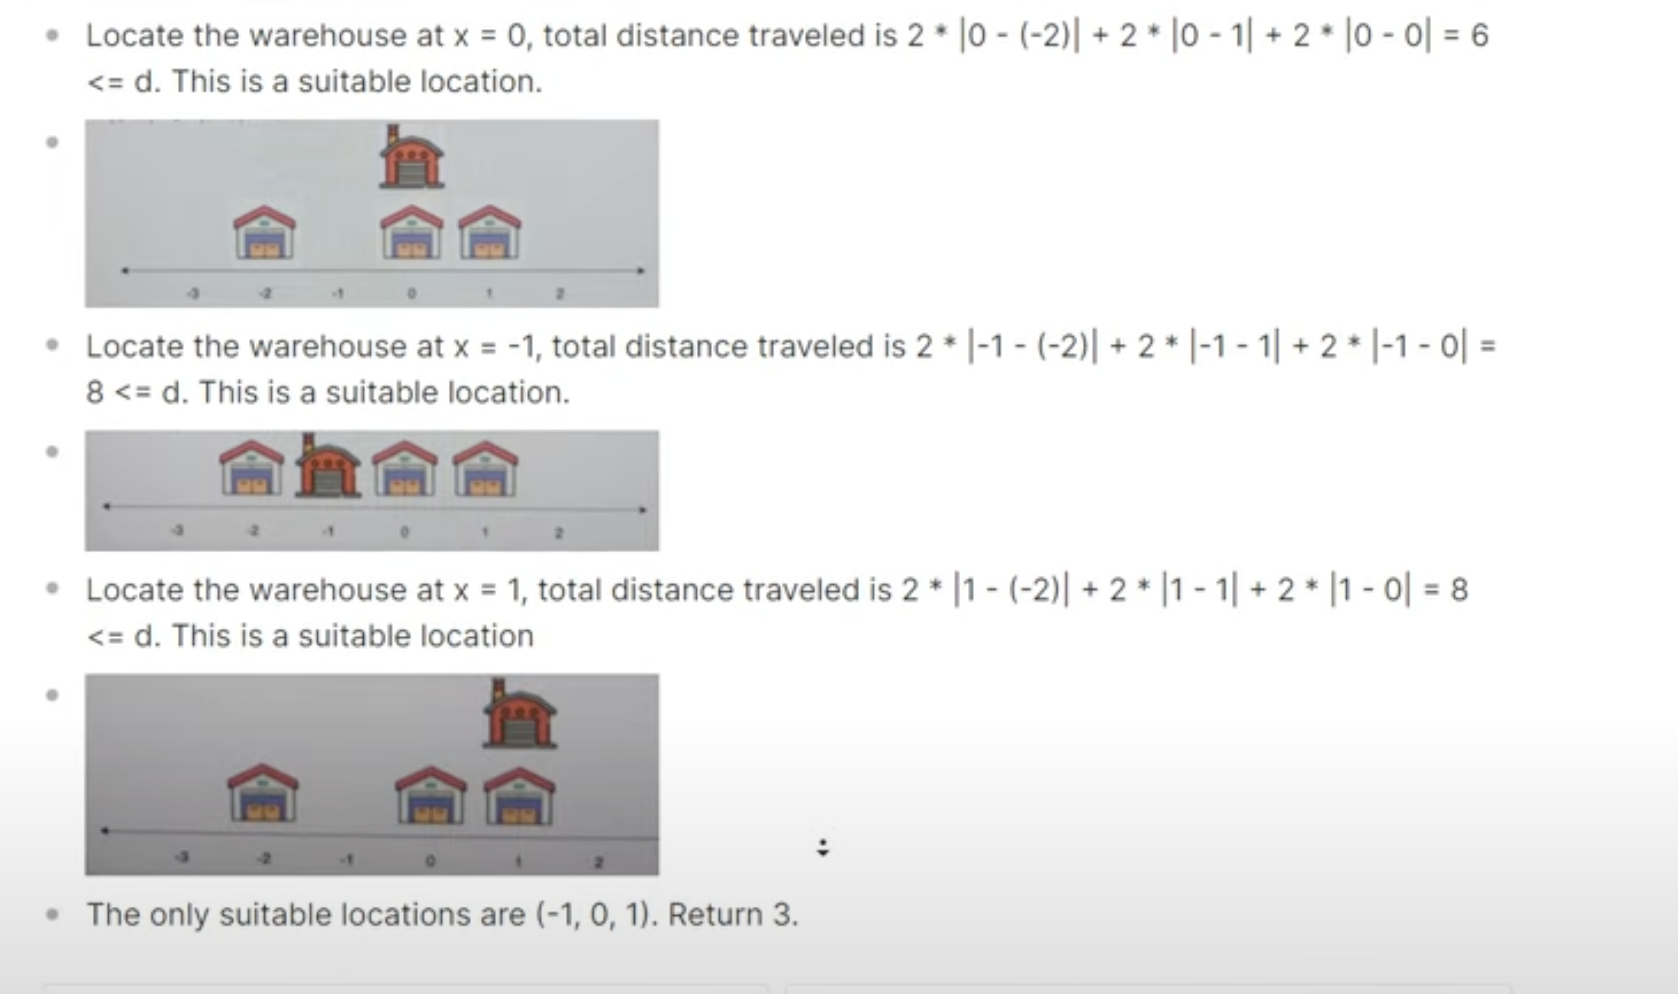 Locate the warehouse at x = 0, total distance traveled is 2 * |0 - (-2)| + 2 * |0 - 1| + 2 * |0 - 0| = 6
<= d. This is a suitable location.
-3 -2 -1 0 1 2
Locate the warehouse at x = -1, total distance traveled is 2 * |-1 - (-2)| + 2 * |-1 - 1| + 2 * |-1 - 0| =
8 <= d. This is a suitable location.
-3 -2 -1 0 1 2
Locate the warehouse at x = 1, total distance traveled is 2 * |1 - (-2)| + 2 * |1 - 1| + 2 * |1 - 0| = 8
<= d. This is a suitable location
-3 -2 -1 0 1 2
The only suitable locations are (-1, 0, 1). Return 3.